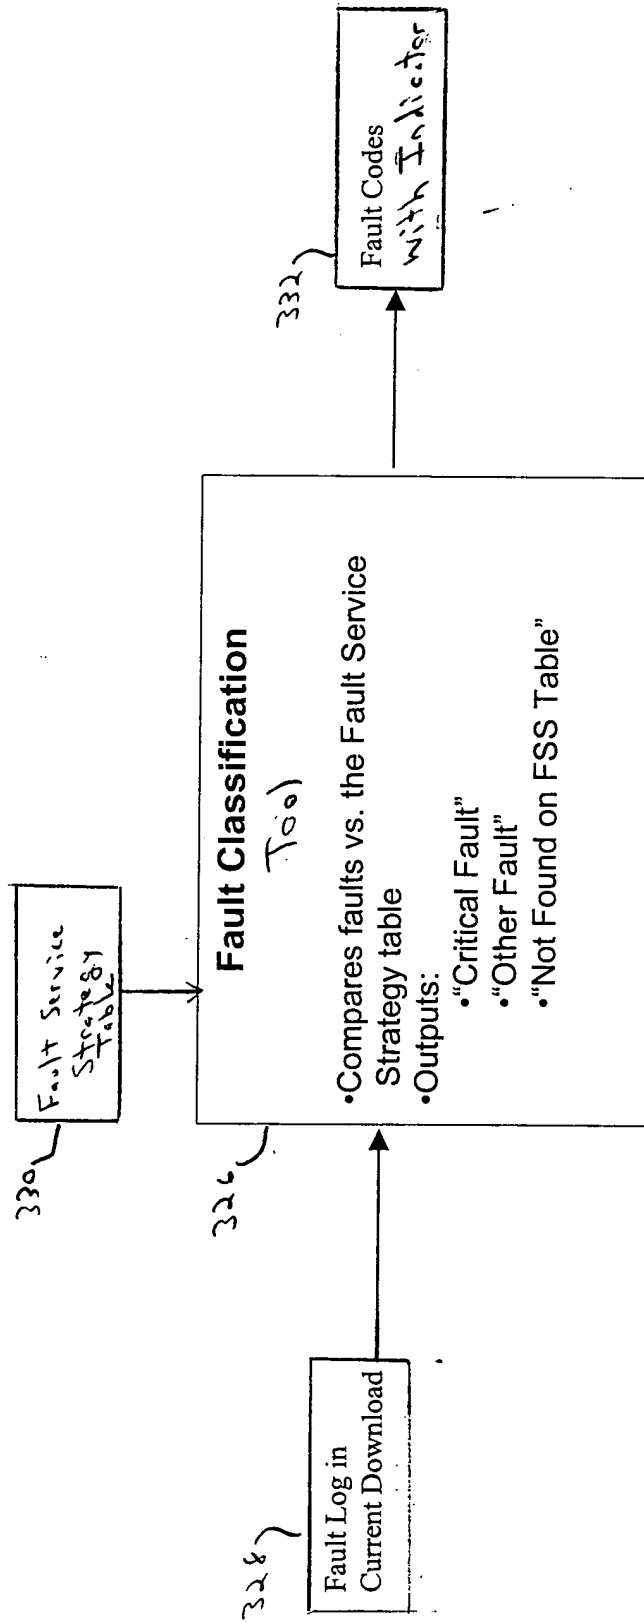 330
Fault Service
Strategy
Table
326
Fault Classification
Tool
•Compares faults vs. the Fault Service
Strategy table
•Outputs:
•“Critical Fault”
•“Other Fault”
•“Not Found on FSS Table”
328
Fault Log in
Current Download
332
Fault Codes
with Indicator